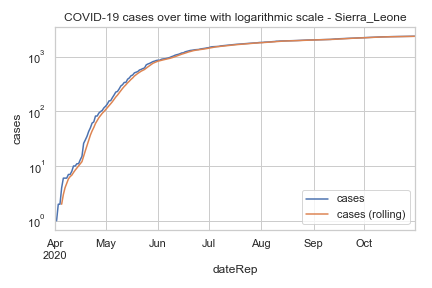 COVID-19 cases over time with logarithmic scale - Sierra_Leone
cases
10³
10²
10¹
10⁰
cases
cases (rolling)
Apr May Jun Jul Aug Sep Oct
2020
dateRep